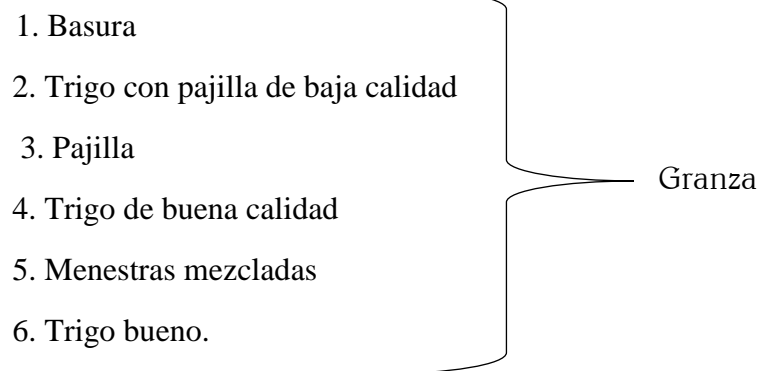 1. Basura
2. Trigo con pajilla de baja calidad
3. Pajilla
4. Trigo de buena calidad
5. Menestras mezcladas
6. Trigo bueno.
Granza